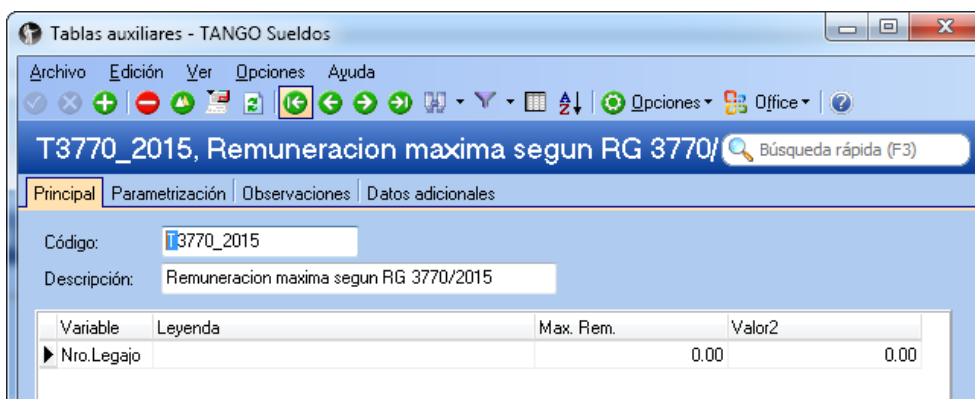 Tablas auxiliares - TANGO Sueldos
Archivo Edición Ver Opciones Ayuda
Opciones Office
T3770_2015, Remuneracion maxima segun RG 3770/ Búsqueda rápida (F3)
Principal Parametrización Observaciones Datos adicionales
Código: T3770_2015
Descripción: Remuneracion maxima segun RG 3770/2015
Variable Leyenda Max. Rem. Valor2
Nro.Legajo 0.00 0.00